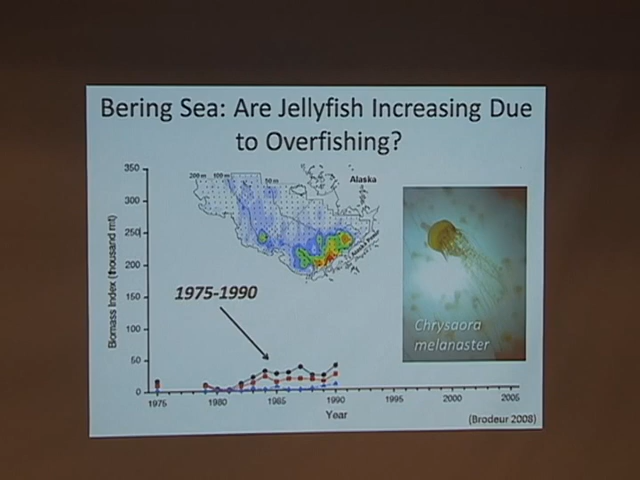 Bering Sea: Are Jellyfish Increasing Due
to Overfishing?
350
300
250
200
150
100
50
0
Biomass Index (thousand mt)
200 m
100 m
50 m
Alaska
1975-1990
Chrysaora
melanaster
1975
1980
1985
1990
1995
2000
2005
Year
(Brodeur 2008)